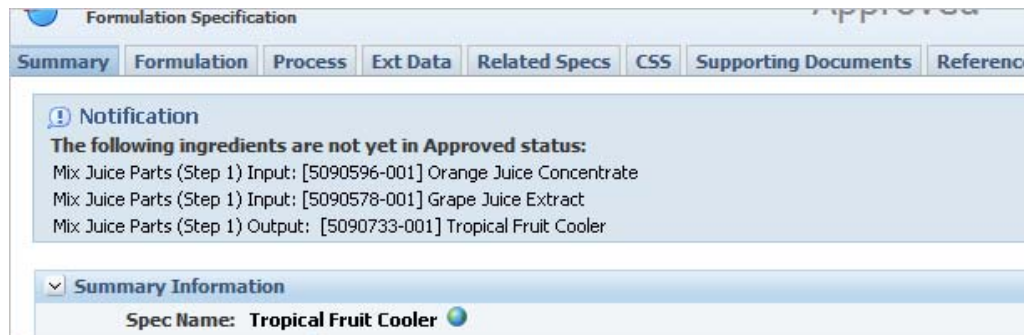 Formulation Specification
Approved
Summary Formulation Process Ext Data Related Specs CSS Supporting Documents Reference
Notification
The following ingredients are not yet in Approved status:
Mix Juice Parts (Step 1) Input: [5090596-001] Orange Juice Concentrate
Mix Juice Parts (Step 1) Input: [5090578-001] Grape Juice Extract
Mix Juice Parts (Step 1) Output: [5090733-001] Tropical Fruit Cooler
Summary Information
Spec Name: Tropical Fruit Cooler